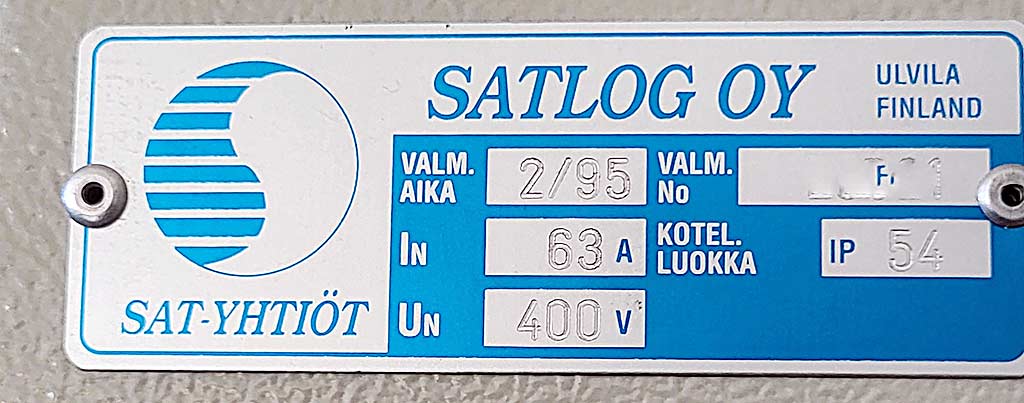 SATLOG OY
ULVILA
FINLAND
VALM.
AIKA
2/95
VALM.
No
KOTEL.
LUOKKA
IP 54
IN
63 A
UN
400 V
SAT-YHTIÖT